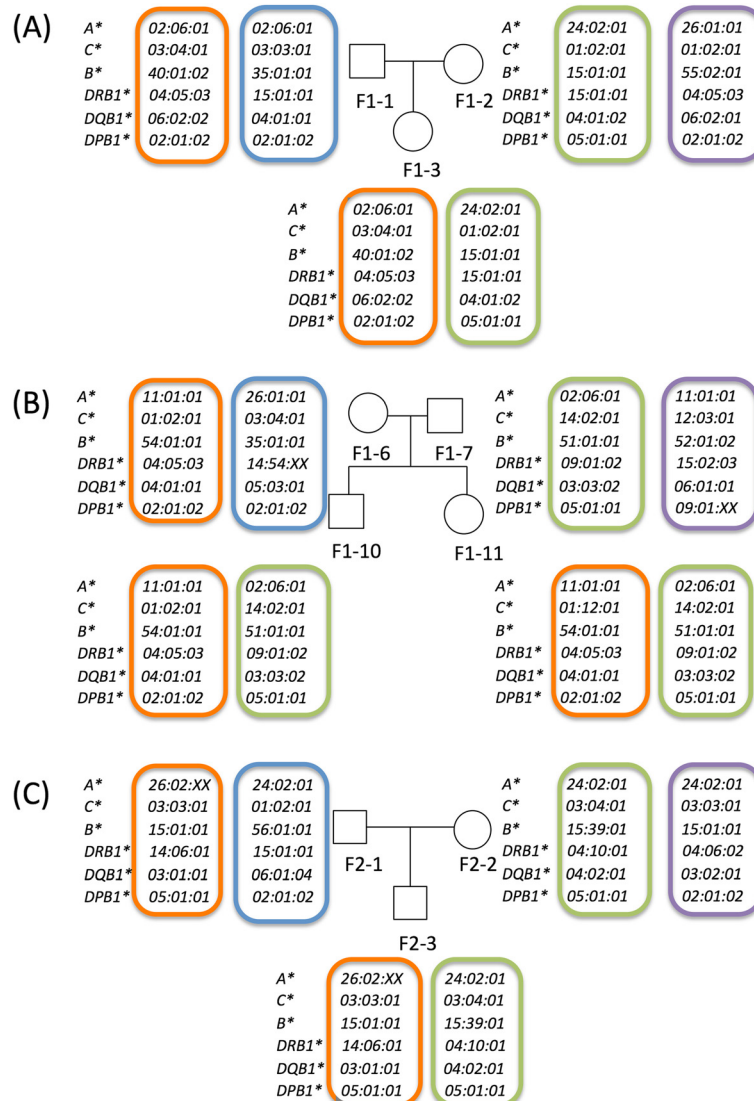 (A)
A* 02:06:01 02:06:01 A* 24:02:01 26:01:01
C* 03:04:01 03:03:01 C* 01:02:01 01:02:01
B* 40:01:02 35:01:01 B* 15:01:01 55:02:01
DRB1* 04:05:03 15:01:01 DRB1* 15:01:01 04:05:03
DQB1* 06:02:02 04:01:01 DQB1* 04:01:02 06:02:01
DPB1* 02:01:02 02:01:02 DPB1* 05:01:01 02:01:02
F1-1 F1-2
F1-3
A* 02:06:01 24:02:01
C* 03:04:01 01:02:01
B* 40:01:02 15:01:01
DRB1* 04:05:03 15:01:01
DQB1* 06:02:02 04:01:02
DPB1* 02:01:02 05:01:01
(B)
A* 11:01:01 26:01:01 A* 02:06:01 11:01:01
C* 01:02:01 03:04:01 C* 14:02:01 12:03:01
B* 54:01:01 35:01:01 B* 51:01:01 52:01:02
DRB1* 04:05:03 14:54:XX DRB1* 09:01:02 15:02:03
DQB1* 04:01:01 05:03:01 DQB1* 03:03:02 06:01:01
DPB1* 02:01:02 02:01:02 DPB1* 05:01:01 09:01:XX
F1-6 F1-7
F1-10 F1-11
A* 11:01:01 02:06:01 A* 11:01:01 02:06:01
C* 01:02:01 14:02:01 C* 01:12:01 14:02:01
B* 54:01:01 51:01:01 B* 54:01:01 51:01:01
DRB1* 04:05:03 09:01:02 DRB1* 04:05:03 09:01:02
DQB1* 04:01:01 03:03:02 DQB1* 04:01:01 03:03:02
DPB1* 02:01:02 05:01:01 DPB1* 02:01:02 05:01:01
(C)
A* 26:02:XX 24:02:01 A* 24:02:01 24:02:01
C* 03:03:01 01:02:01 C* 03:04:01 03:03:01
B* 15:01:01 56:01:01 B* 15:39:01 15:01:01
DRB1* 14:06:01 15:01:01 DRB1* 04:10:01 04:06:02
DQB1* 03:01:01 06:01:04 DQB1* 04:02:01 03:02:01
DPB1* 05:01:01 02:01:02 DPB1* 05:01:01 02:01:02
F2-1 F2-2
F2-3
A* 26:02:XX 24:02:01
C* 03:03:01 03:04:01
B* 15:01:01 15:39:01
DRB1* 14:06:01 04:10:01
DQB1* 03:01:01 04:02:01
DPB1* 05:01:01 05:01:01